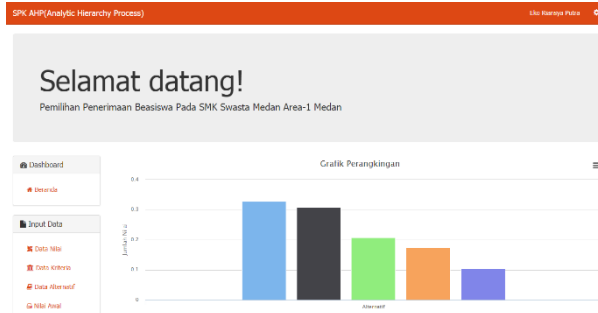 SPK AHP(Analytic Hierarchy Process)
Eko Riansya Putra
Selamat datang!
Pemilihan Penerimaan Beasiswa Pada SMK Swasta Medan Area-1 Medan
Dashboard
Beranda
Input Data
Data Nilai
Data Kriteria
Data Alternatif
Nilai Awal
Grafik Perangkingan
0.4
0.3
0.2
0.1
0
Jumlah Nilai
Alternatif